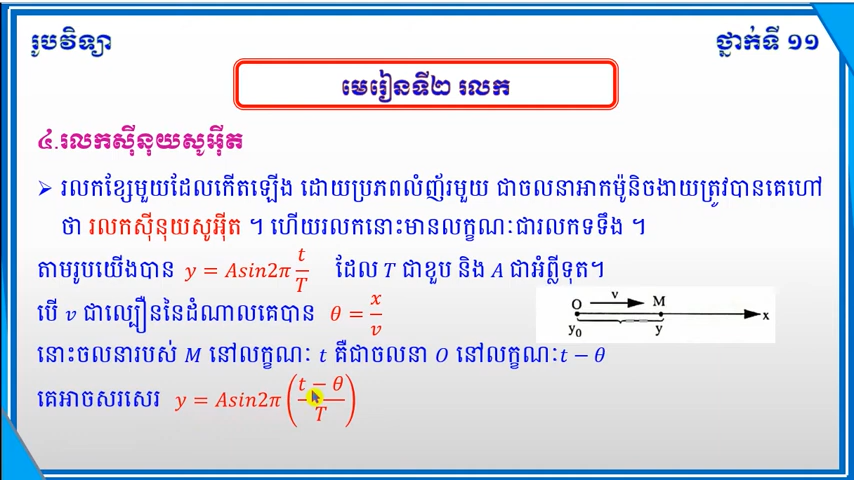 រូបវិទ្យា
ថ្នាក់ទី ១១
មេរៀនទី២ រលក
៤.រលកស៊ីនុយសូអ៊ីត
➢ រលកខ្សែមួយដែលកើតឡើង ដោយប្រភពលំញ័រមួយ ជាចលនាអាកម៉ូនិចងាយត្រូវបានគេហៅ
ថា រលកស៊ីនុយសូអ៊ីត ។ ហើយរលកនោះមានលក្ខណៈជារលកទទឹង ។
តាមរូបយើងបាន y = Asin2π t/T ដែល T ជាខួប និង A ជាអំព្លីទុត។
បើ v ជាល្បឿននៃដំណាលគេបាន θ = x/v
O v M x
y₀ y
នោះចលនារបស់ M នៅលក្ខណៈ t គឺជាចលនា O នៅលក្ខណៈ t − θ
គេអាចសរសេរ y = Asin2π((t − θ)/T)